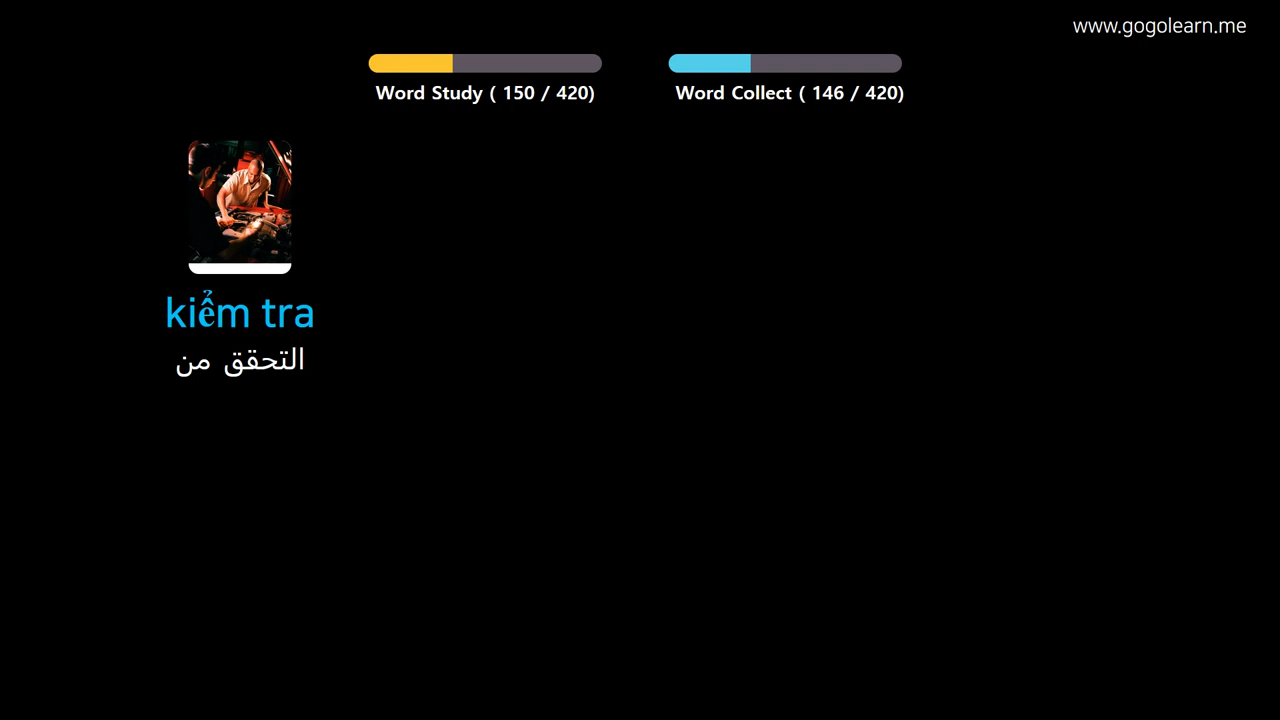 www.gogolearn.me
Word Study ( 150 / 420)
Word Collect ( 146 / 420)
kiểm tra
التحقق من